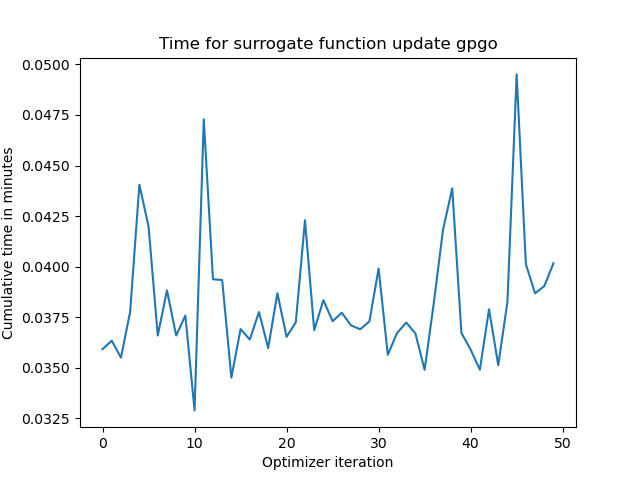 Time for surrogate function update gpgo
0.0500
0.0475
0.0450
0.0425
0.0400
0.0375
0.0350
0.0325
Cumulative time in minutes
0 10 20 30 40 50
Optimizer iteration